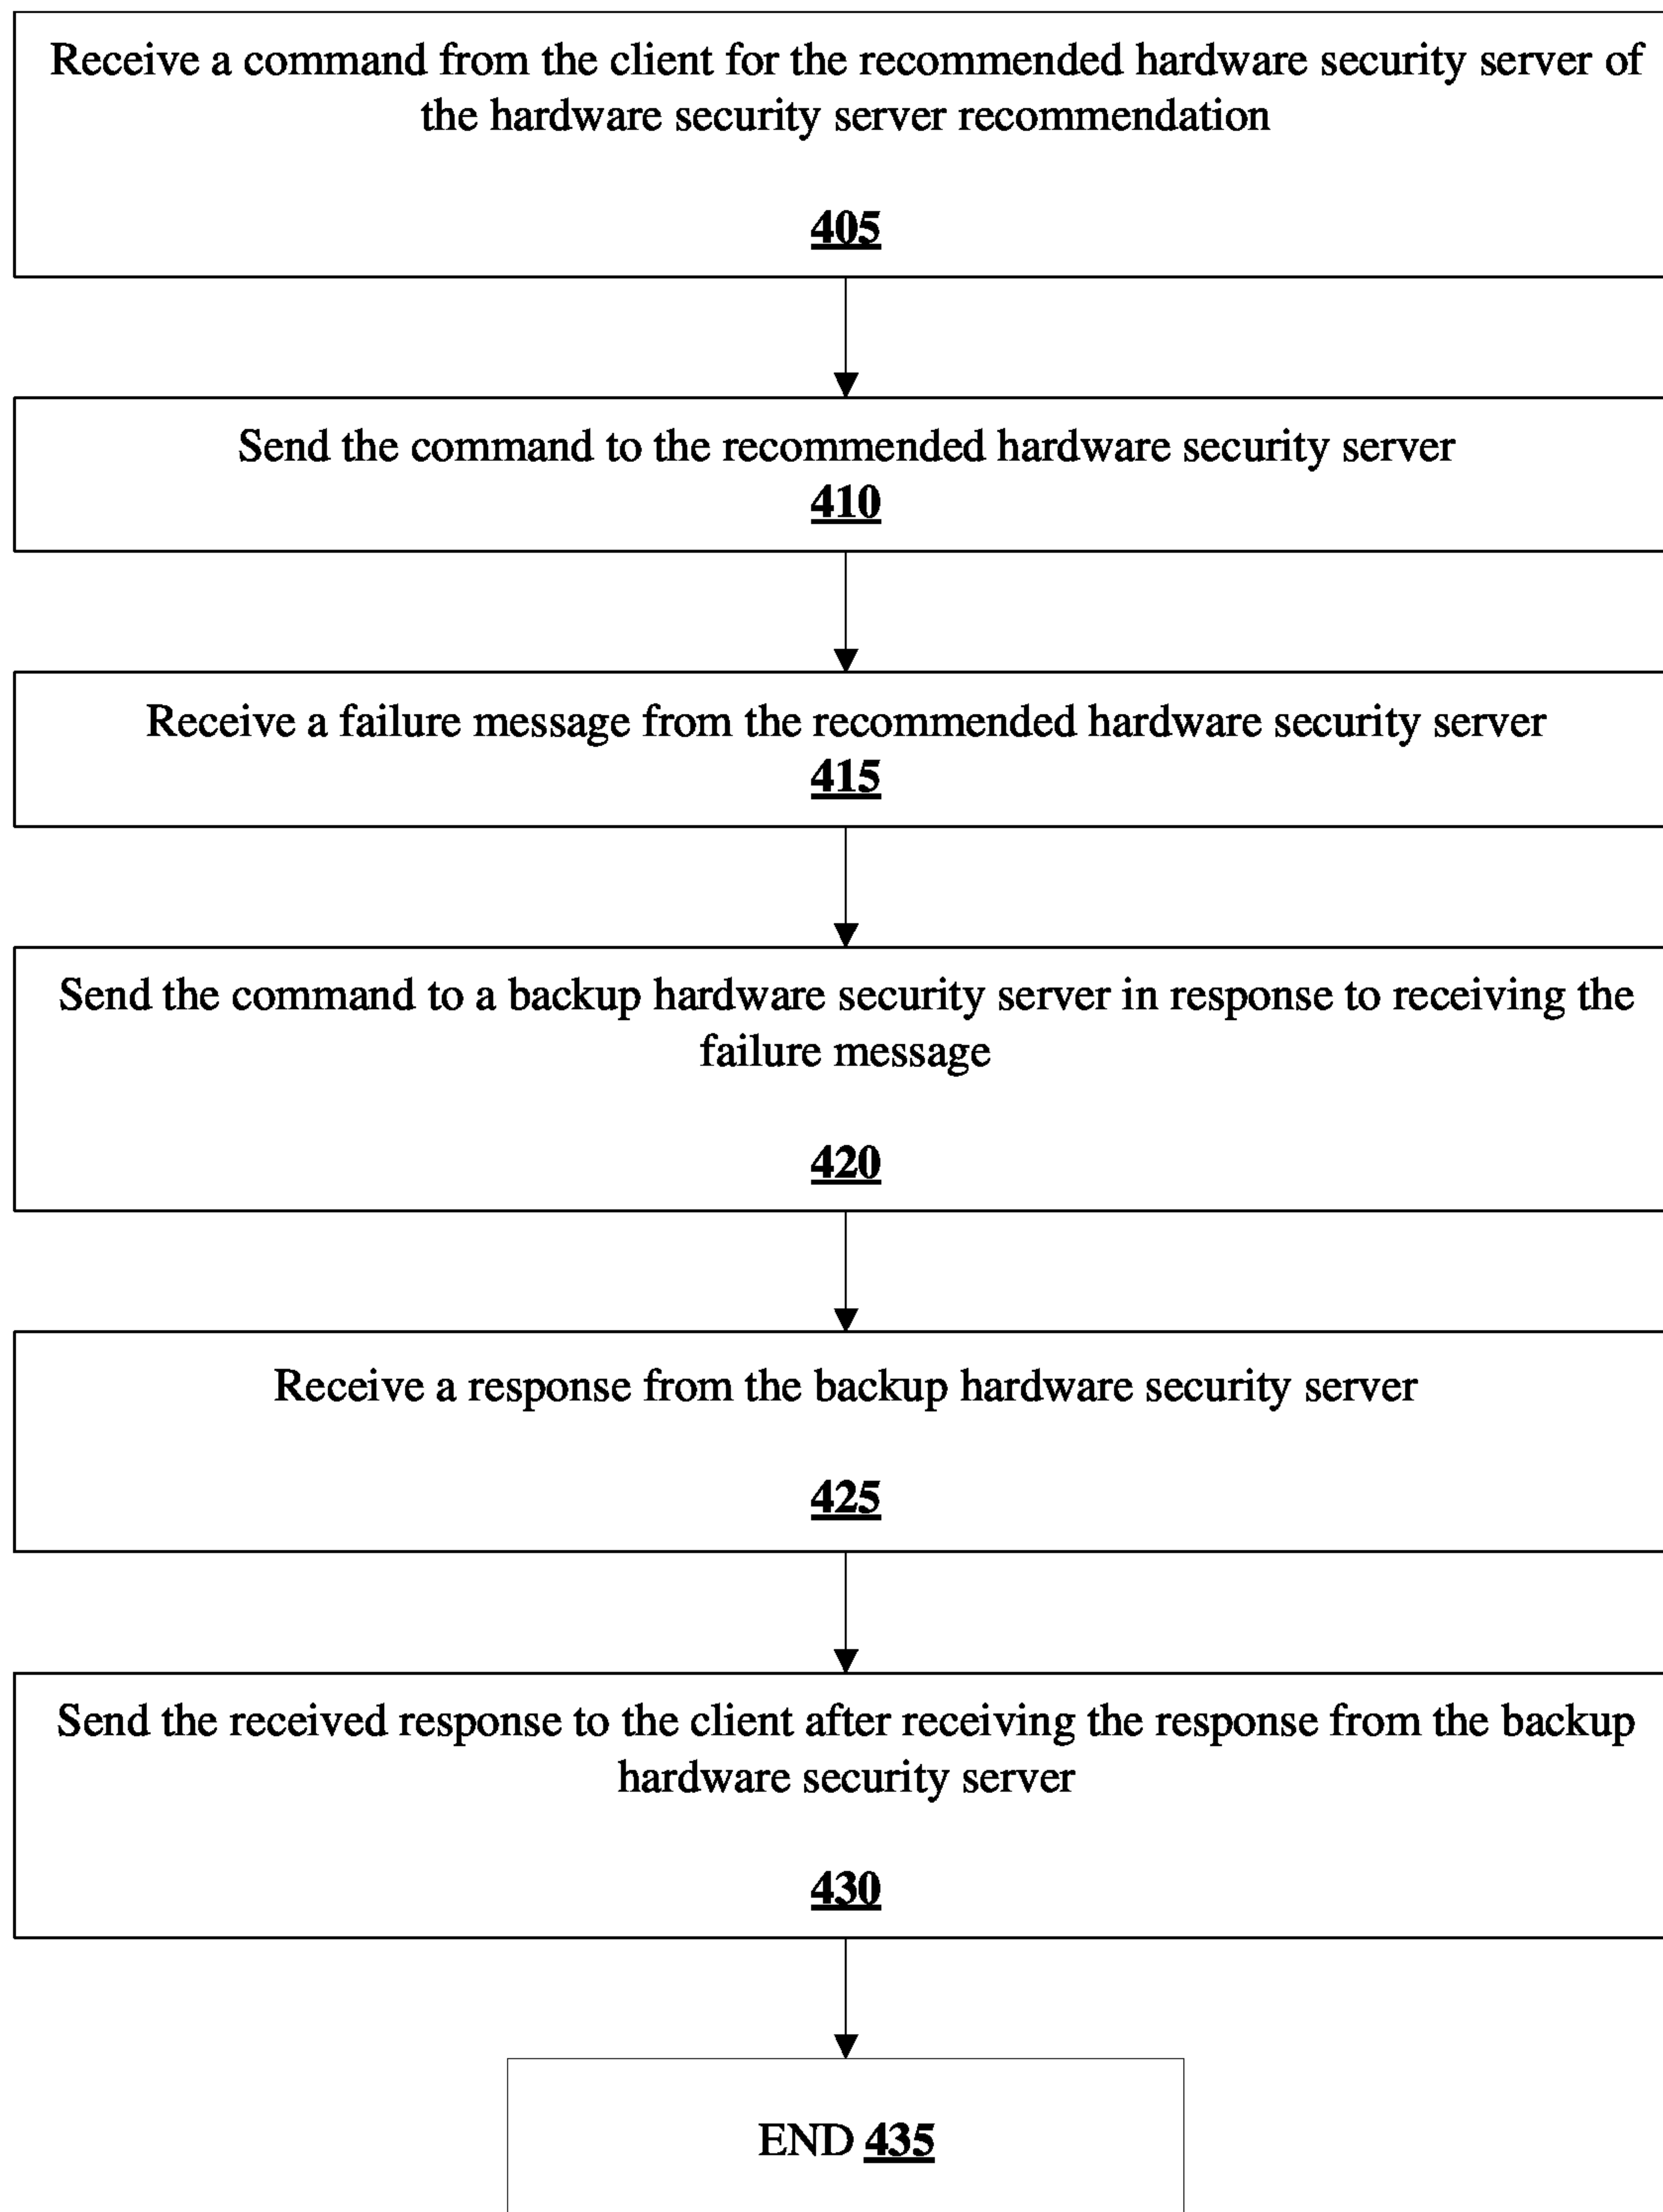 Receive a command from the client for the recommended hardware security server of
the hardware security server recommendation
405
Send the command to the recommended hardware security server
410
Receive a failure message from the recommended hardware security server
415
Send the command to a backup hardware security server in response to receiving the
failure message
420
Receive a response from the backup hardware security server
425
Send the received response to the client after receiving the response from the backup
hardware security server
430
END 435